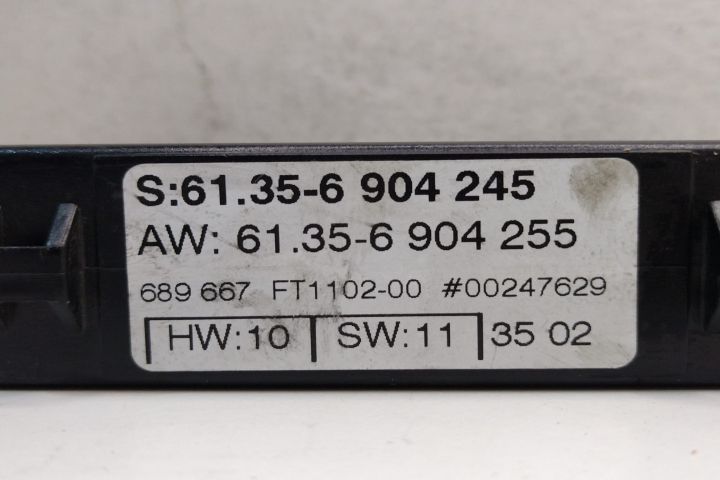 S:61.35-6 904 245
AW: 61.35-6 904 255
689 667 FT1102-00 #00247629
HW:10 SW:11 35 02